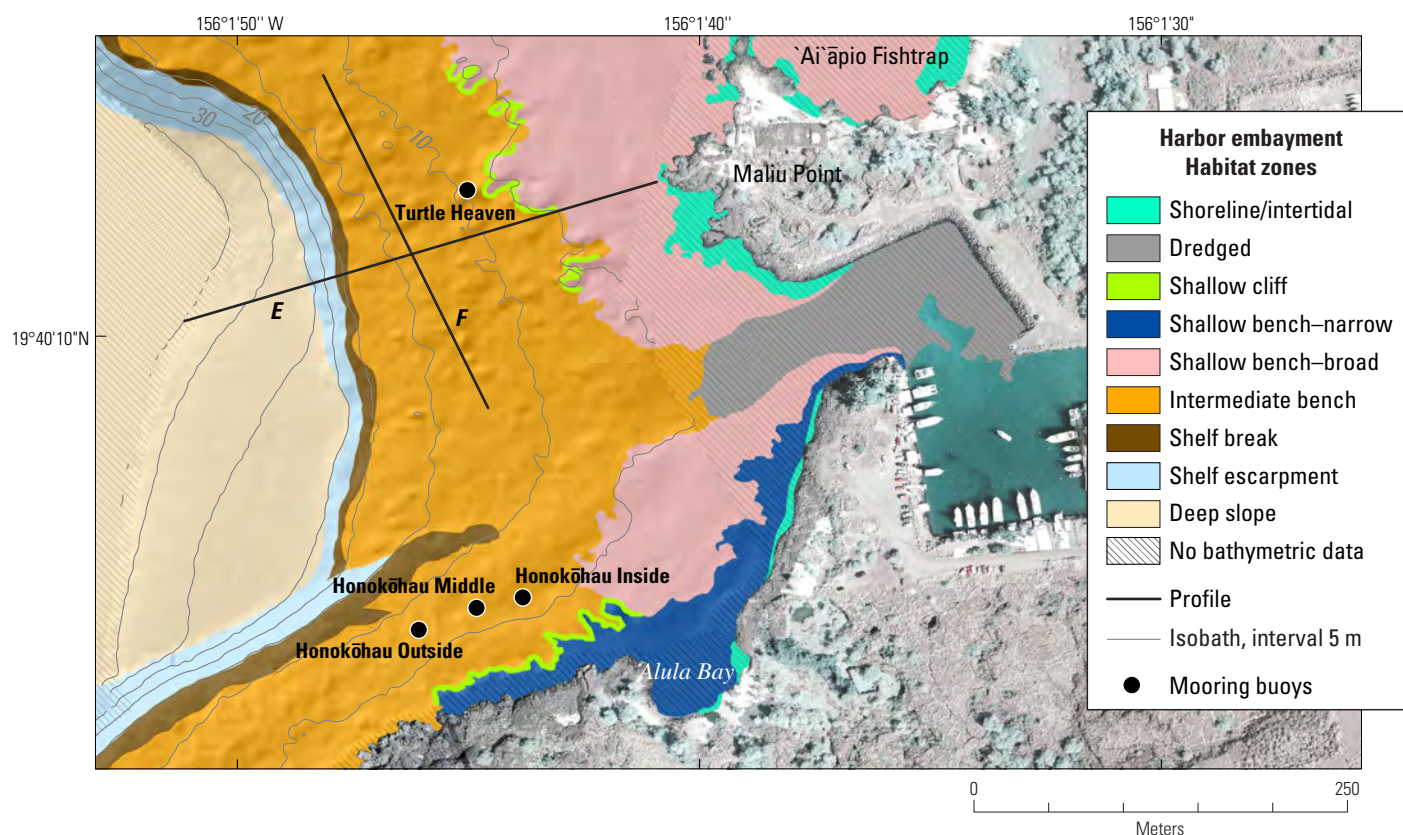 156°1'50" W
156°1'40"
156°1'30"
19°40'10"N
`Ai`āpio Fishtrap
Maliu Point
30
20
10
Turtle Heaven
E
F
Honokōhau Middle
Honokōhau Inside
Honokōhau Outside
Alula Bay
Harbor embayment
Habitat zones
Shoreline/intertidal
Dredged
Shallow cliff
Shallow bench–narrow
Shallow bench–broad
Intermediate bench
Shelf break
Shelf escarpment
Deep slope
No bathymetric data
Profile
Isobath, interval 5 m
Mooring buoys
0
250
Meters